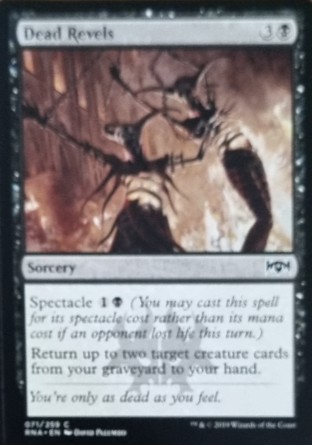 Dead Revels 3
Sorcery
Spectacle 1 (You may cast this spell
for its spectacle cost rather than its mana
cost if an opponent lost life this turn.)
Return up to two target creature cards
from your graveyard to your hand.
You're only as dead as you feel.
071/259 C
RNA • EN David Palumbo
™ & © 2019 Wizards of the Coast